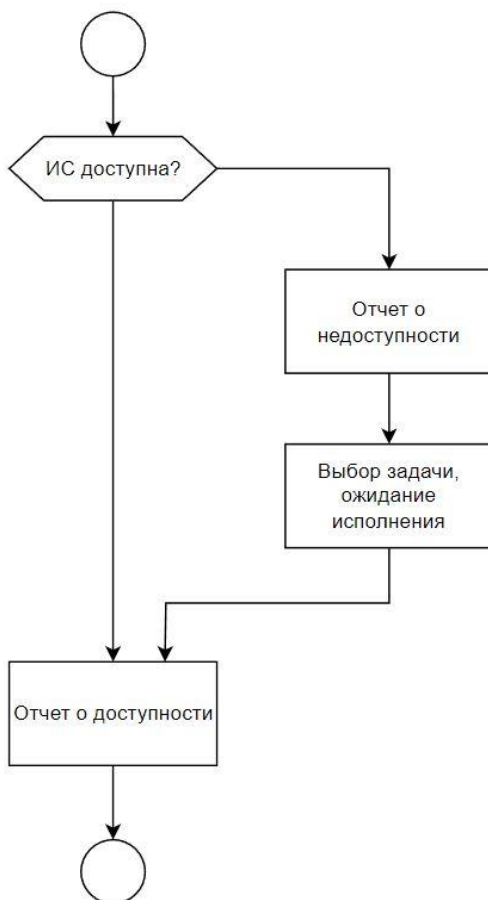 ИС доступна?
Отчет о
недоступности
Выбор задачи,
ожидание
исполнения
Отчет о доступности